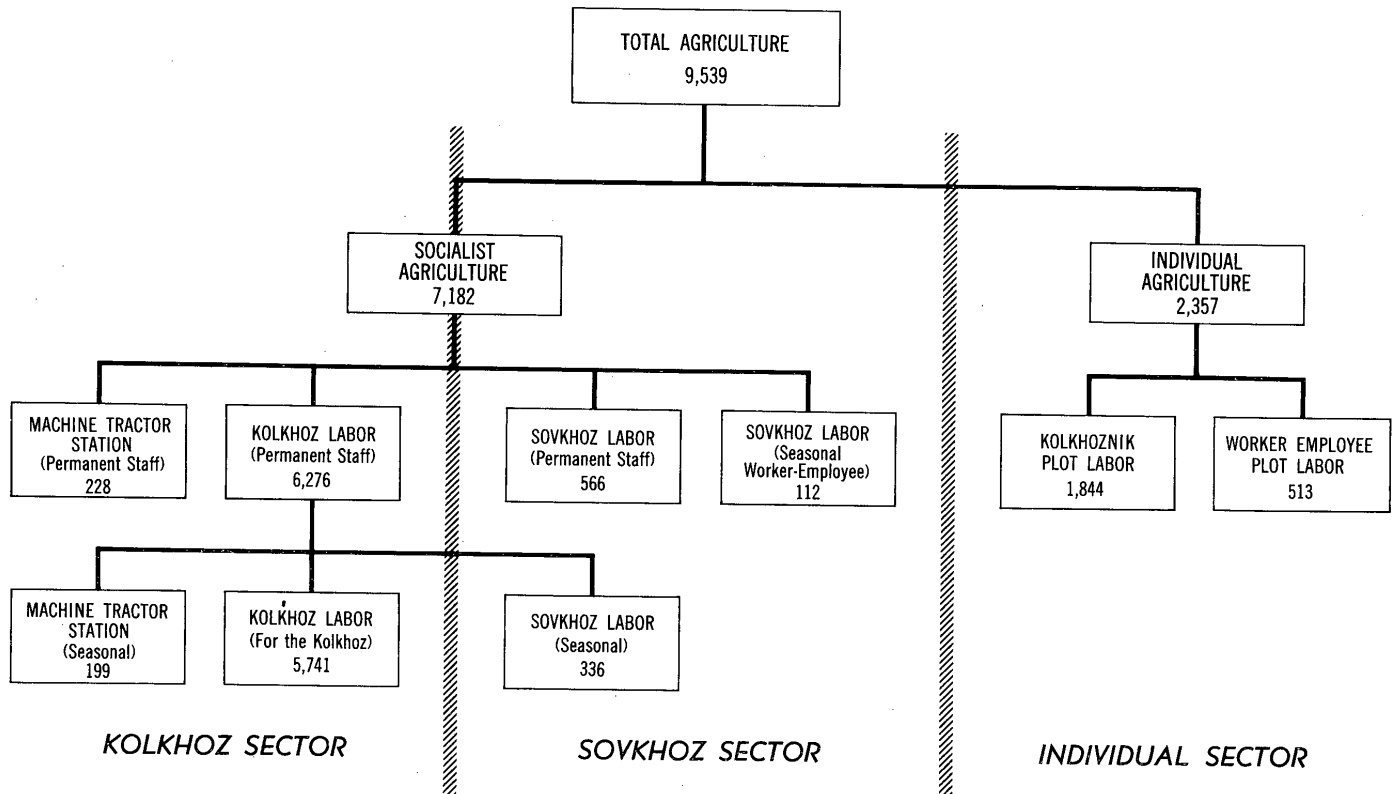 TOTAL AGRICULTURE
9,539
SOCIALIST
AGRICULTURE
7,182
INDIVIDUAL
AGRICULTURE
2,357
MACHINE TRACTOR
STATION
(Permanent Staff)
228
KOLKHOZ LABOR
(Permanent Staff)
6,276
SOVKHOZ LABOR
(Permanent Staff)
566
SOVKHOZ LABOR
(Seasonal
Worker-Employee)
112
KOLKHOZNIK
PLOT LABOR
1,844
WORKER EMPLOYEE
PLOT LABOR
513
MACHINE TRACTOR
STATION
(Seasonal)
199
KOLKHOZ LABOR
(For the Kolkhoz)
5,741
SOVKHOZ LABOR
(Seasonal)
336
KOLKHOZ SECTOR
SOVKHOZ SECTOR
INDIVIDUAL SECTOR